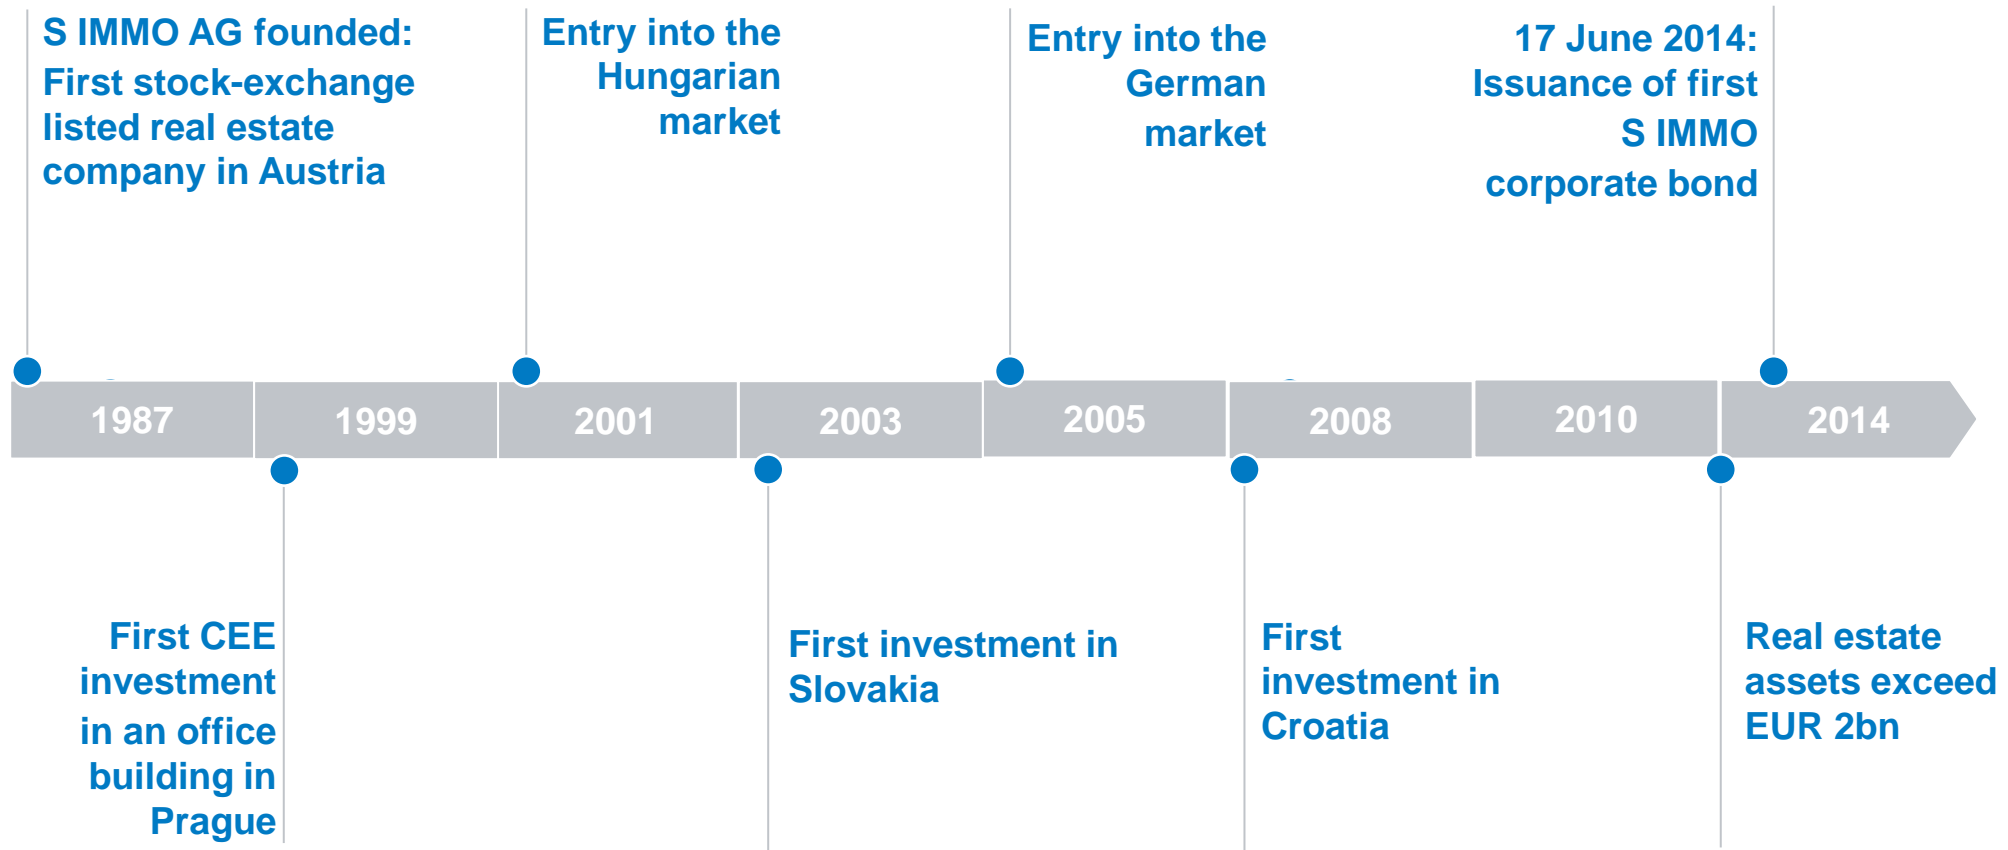 S IMMO AG founded:
First stock-exchange
listed real estate
company in Austria
Entry into the
Hungarian
market
Entry into the
German
market
17 June 2014:
Issuance of first
S IMMO
corporate bond
1987
1999
2001
2003
2005
2008
2010
2014
First CEE
investment
in an office
building in
Prague
First investment in
Slovakia
First
investment in
Croatia
Real estate
assets exceed
EUR 2bn